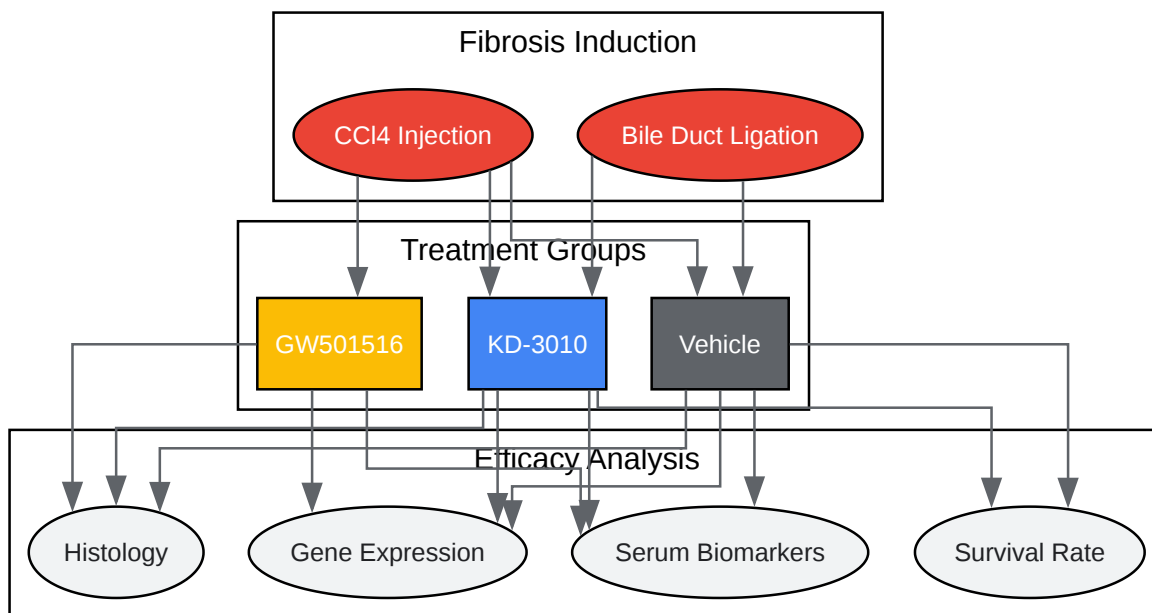 Fibrosis Induction
CCl4 Injection
Bile Duct Ligation
Treatment Groups
GW501516
KD-3010
Vehicle
Efficacy Analysis
Histology
Gene Expression
Serum Biomarkers
Survival Rate